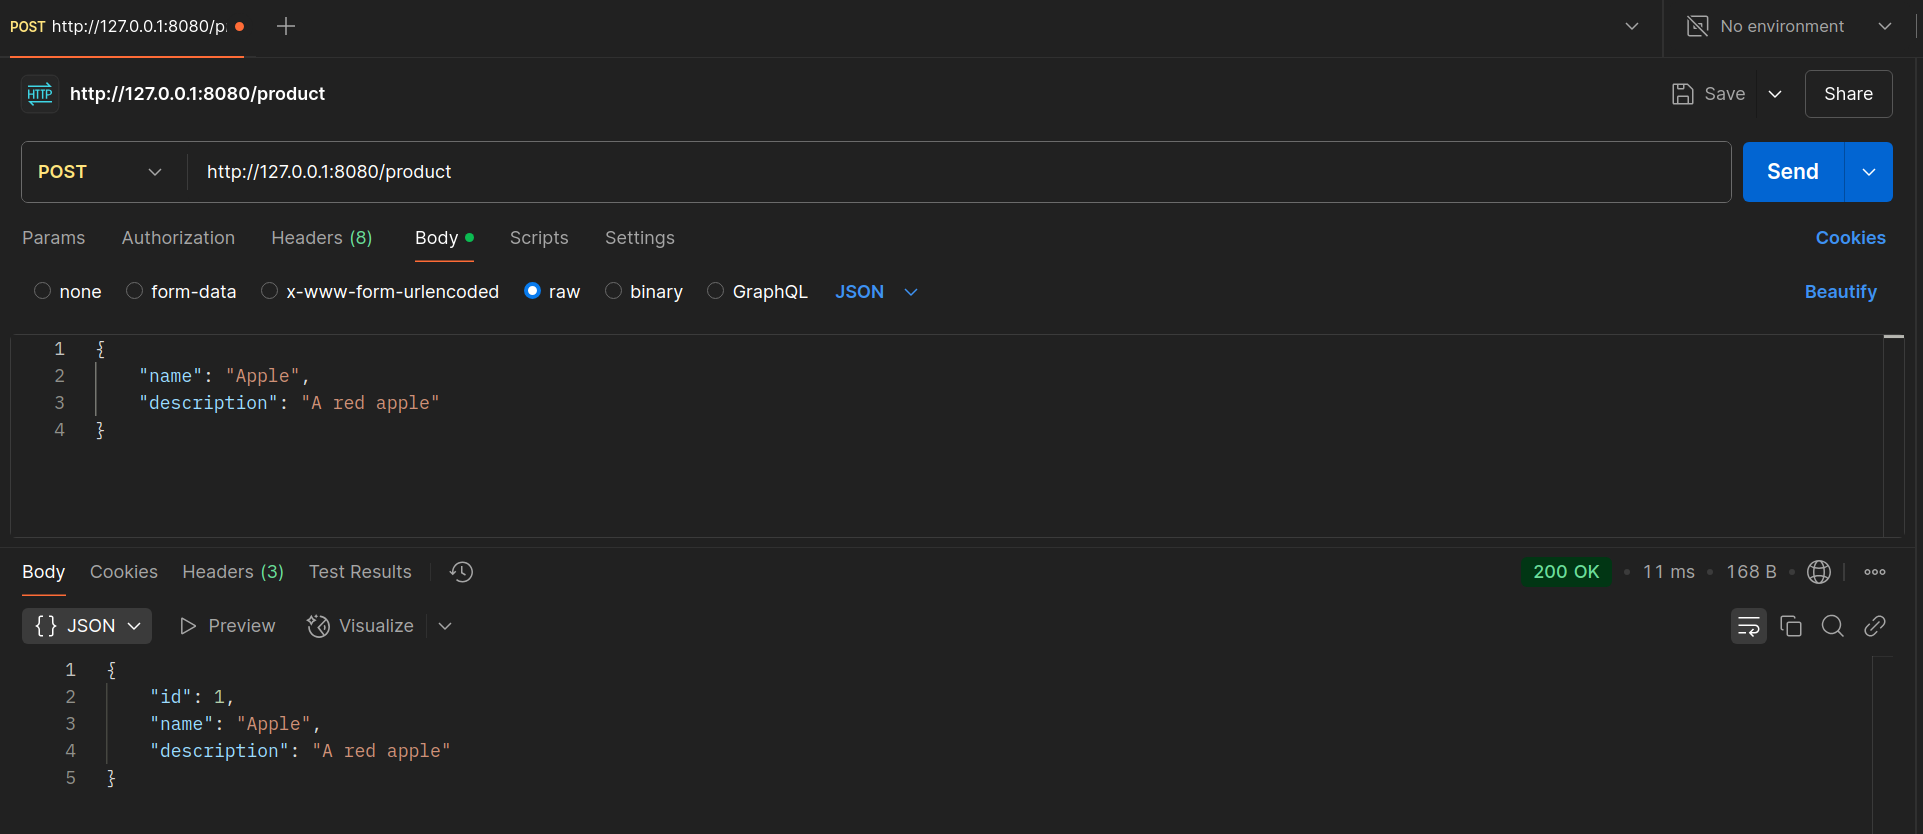 POST http://127.0.0.1:8080/p
No environment
HTTP http://127.0.0.1:8080/product
Save
Share
POST http://127.0.0.1:8080/product
Send
Params Authorization Headers (8) Body Scripts Settings Cookies
none form-data x-www-form-urlencoded raw binary GraphQL JSON Beautify
1 {
2 "name": "Apple",
3 "description": "A red apple"
4 }
Body Cookies Headers (3) Test Results 200 OK • 11 ms • 168 B •
{} JSON Preview Visualize
1 {
2 "id": 1,
3 "name": "Apple",
4 "description": "A red apple"
5 }